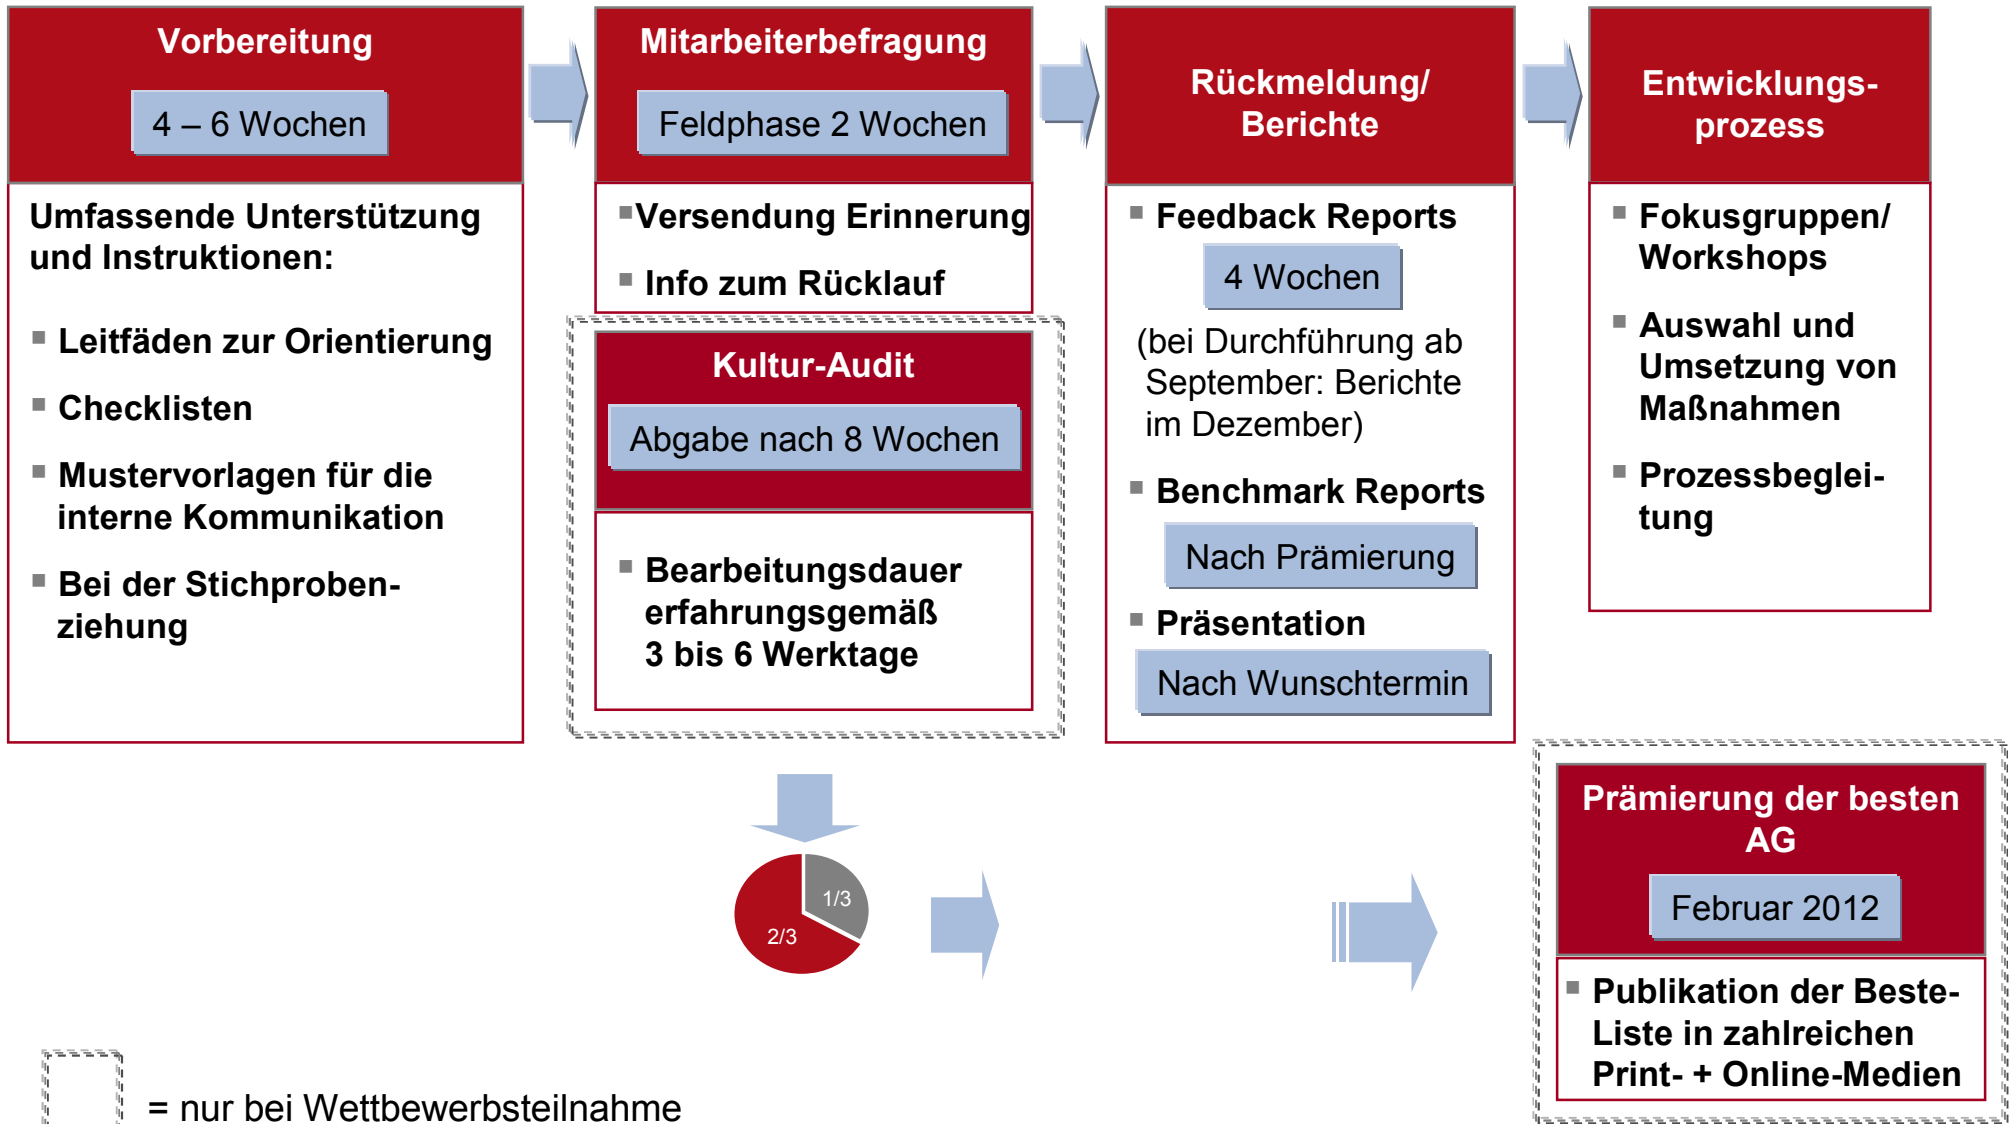 Vorbereitung
4 – 6 Wochen
Umfassende Unterstützung
und Instruktionen:
▪ Leitfäden zur Orientierung
▪ Checklisten
▪ Mustervorlagen für die
interne Kommunikation
▪ Bei der Stichproben-
ziehung
Mitarbeiterbefragung
Feldphase 2 Wochen
▪Versendung Erinnerung
▪ Info zum Rücklauf
Kultur-Audit
Abgabe nach 8 Wochen
▪ Bearbeitungsdauer
erfahrungsgemäß
3 bis 6 Werktage
Rückmeldung/
Berichte
▪ Feedback Reports
4 Wochen
(bei Durchführung ab
September: Berichte
im Dezember)
▪ Benchmark Reports
Nach Prämierung
▪ Präsentation
Nach Wunschtermin
Entwicklungs-
prozess
▪ Fokusgruppen/
Workshops
▪ Auswahl und
Umsetzung von
Maßnahmen
▪ Prozessbeglei-
tung
1/3
2/3
Prämierung der besten
AG
Februar 2012
▪ Publikation der Beste-
Liste in zahlreichen
Print- + Online-Medien
= nur bei Wettbewerbsteilnahme